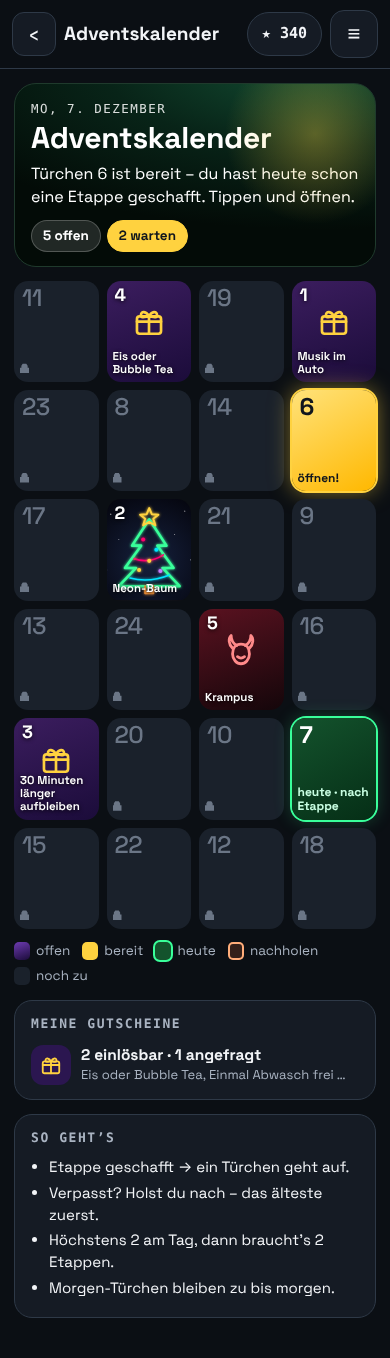 < Adventskalender ★ 340 ≡
MO, 7. DEZEMBER
Adventskalender
Türchen 6 ist bereit – du hast heute schon
eine Etappe geschafft. Tippen und öffnen.
5 offen 2 warten
11
4
Eis oder
Bubble Tea
19
1
Musik im
Auto
23
8
14
6
öffnen!
17
2
Neon-Baum
21
9
13
24
5
Krampus
16
3
30 Minuten
länger
aufbleiben
20
10
7
heute · nach
Etappe
15
22
12
18
offen bereit heute nachholen
noch zu
MEINE GUTSCHEINE
2 einlösbar · 1 angefragt
Eis oder Bubble Tea, Einmal Abwasch frei …
SO GEHT'S
• Etappe geschafft → ein Türchen geht auf.
• Verpasst? Holst du nach – das älteste
zuerst.
• Höchstens 2 am Tag, dann braucht's 2
Etappen.
• Morgen-Türchen bleiben zu bis morgen.